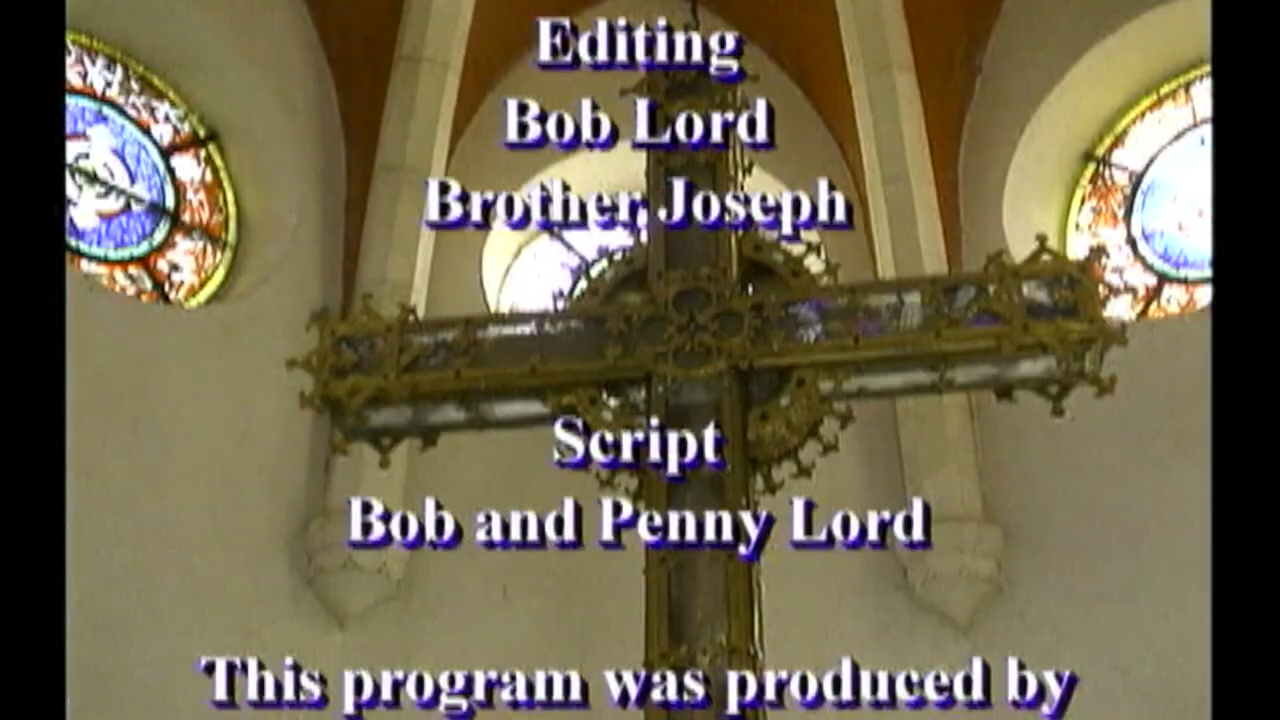 Editing
Bob Lord
Brother Joseph
Script
Bob and Penny Lord
This program was produced by